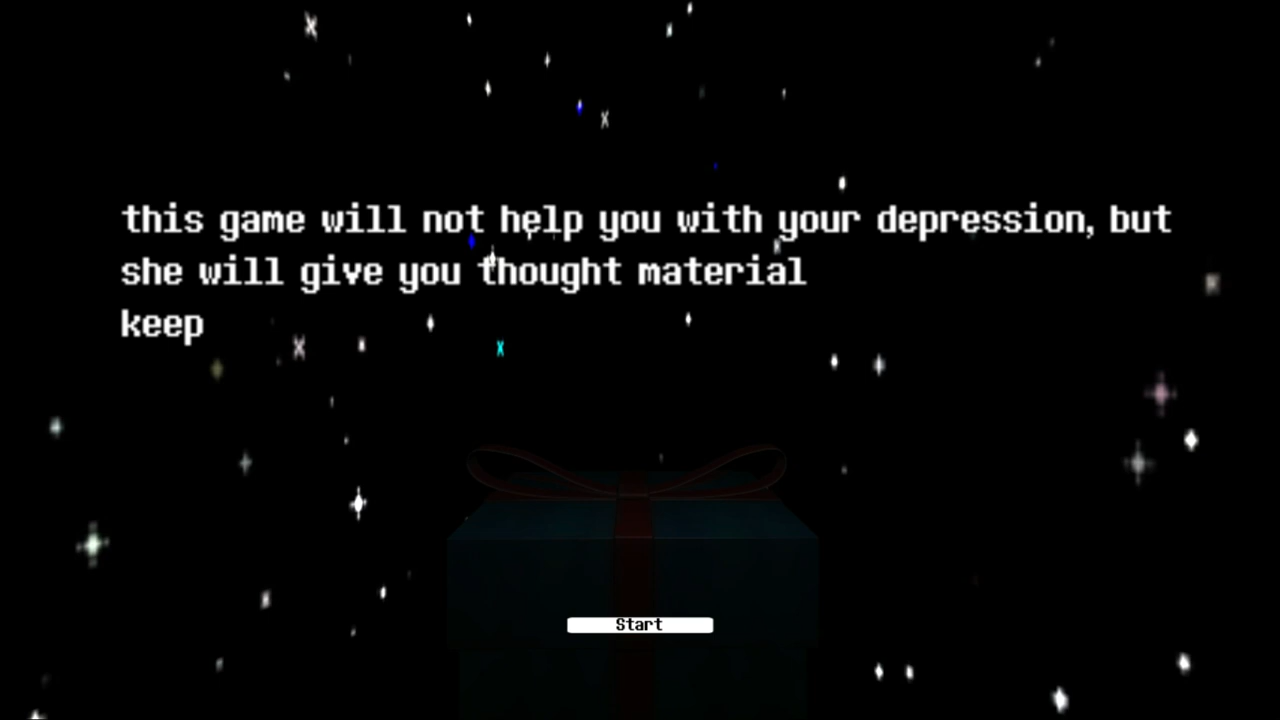 this game will not help you with your depression, but
she will give you thought material
keep
Start